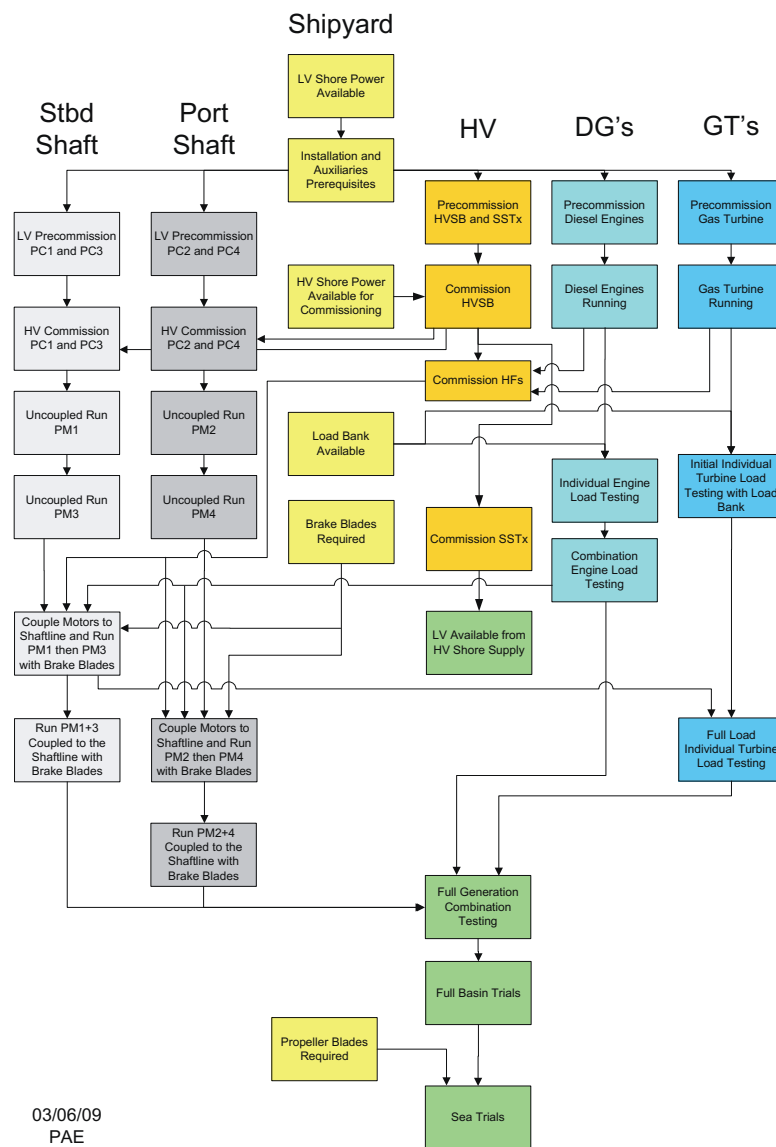 Shipyard
LV Shore Power
Available
Stbd
Shaft
Port
Shaft
HV
DG's
GT's
Installation and
Auxiliaries
Prerequisites
LV Precommission
PC1 and PC3
LV Precommission
PC2 and PC4
Precommission
HVSB and SSTx
Precommission
Diesel Engines
Precommission
Gas Turbine
HV Shore Power
Available for
Commissioning
Commission
HVSB
Diesel Engines
Running
Gas Turbine
Running
HV Commission
PC1 and PC3
HV Commission
PC2 and PC4
Commission HFs
Uncoupled Run
PM1
Uncoupled Run
PM2
Load Bank
Available
Individual Engine
Load Testing
Initial Individual
Turbine Load
Testing with Load
Bank
Uncoupled Run
PM3
Uncoupled Run
PM4
Brake Blades
Required
Commission SSTx
Combination
Engine Load
Testing
Couple Motors to
Shaftline and Run
PM1 then PM3
with Brake Blades
LV Available from
HV Shore Supply
Run PM1+3
Coupled to the
Shaftline with
Brake Blades
Couple Motors to
Shaftline and Run
PM2 then PM4
with Brake Blades
Full Load
Individual Turbine
Load Testing
Run PM2+4
Coupled to the
Shaftline with
Brake Blades
Full Generation
Combination
Testing
Full Basin Trials
Propeller Blades
Required
Sea Trials
03/06/09
PAE